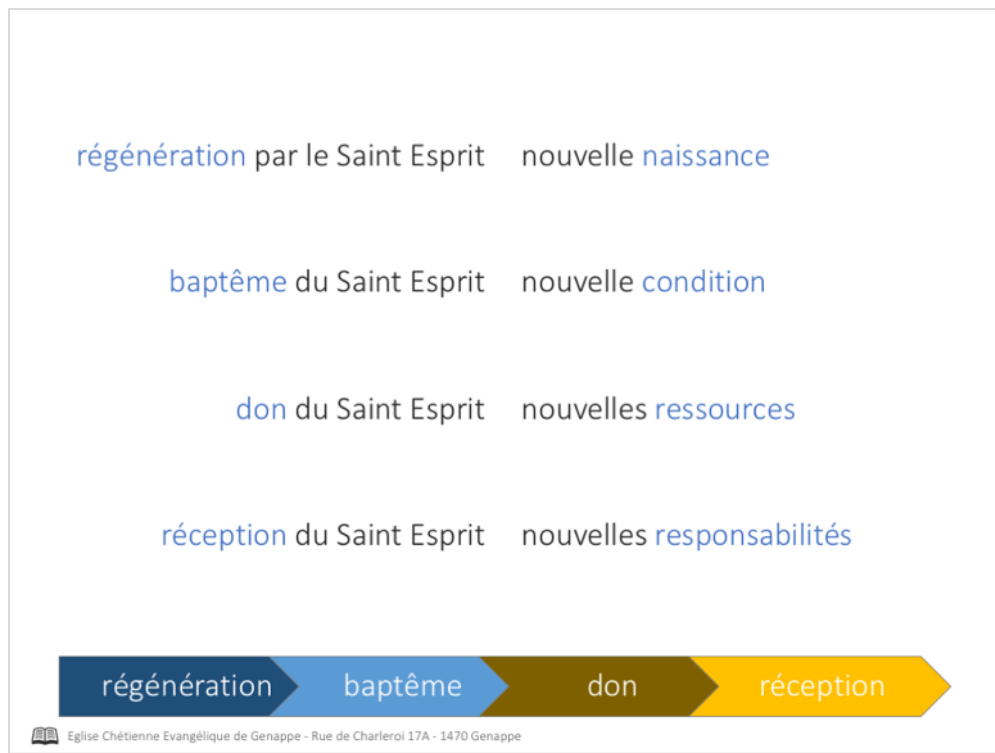 régénération par le Saint Esprit nouvelle naissance
baptême du Saint Esprit nouvelle condition
don du Saint Esprit nouvelles ressources
réception du Saint Esprit nouvelles responsabilités
régénération baptême don réception
Eglise Chétienne Evangélique de Genappe - Rue de Charleroi 17A - 1470 Genappe